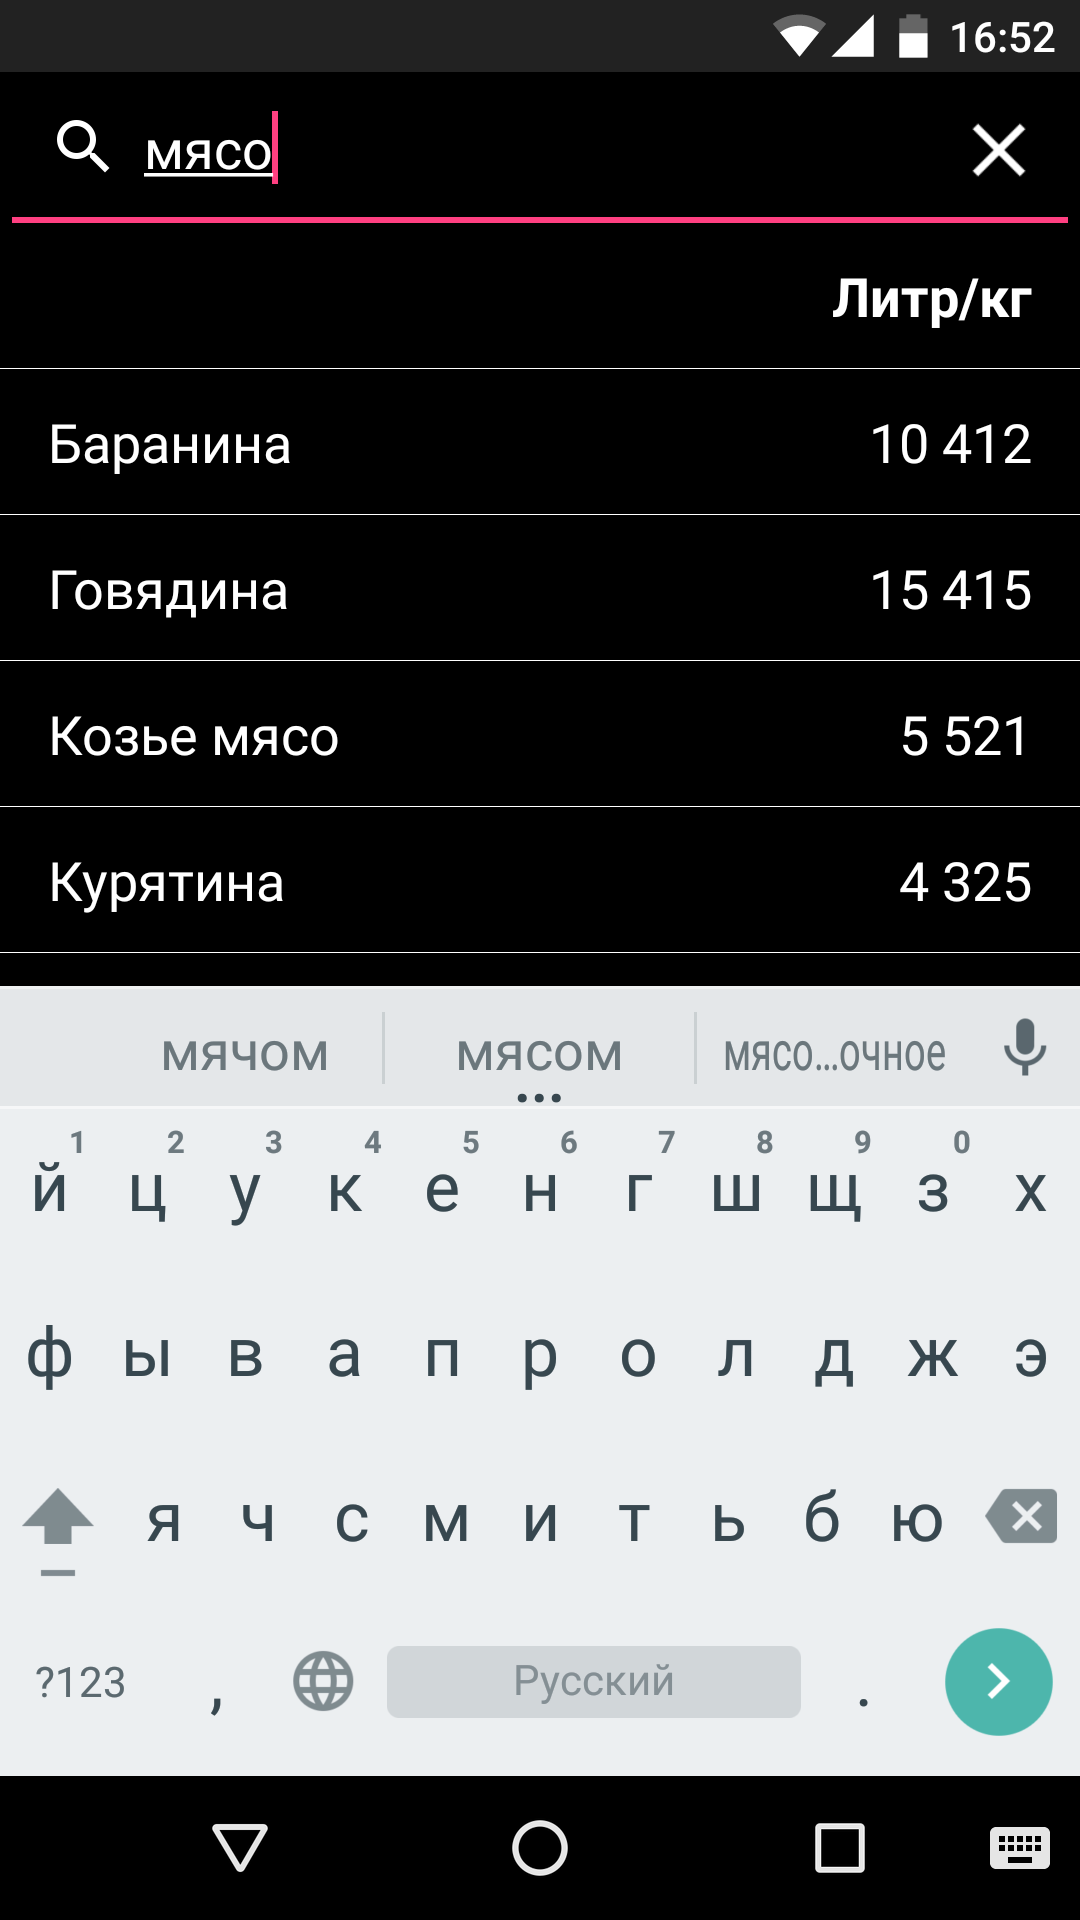 16:52
мясо
Литр/кг
Баранина 10 412
Говядина 15 415
Козье мясо 5 521
Курятина 4 325
мячом мясом мясо...очное
1 2 3 4 5 6 7 8 9 0
й ц у к е н г ш щ з х
ф ы в а п р о л д ж э
я ч с м и т ь б ю
?123 , Русский .